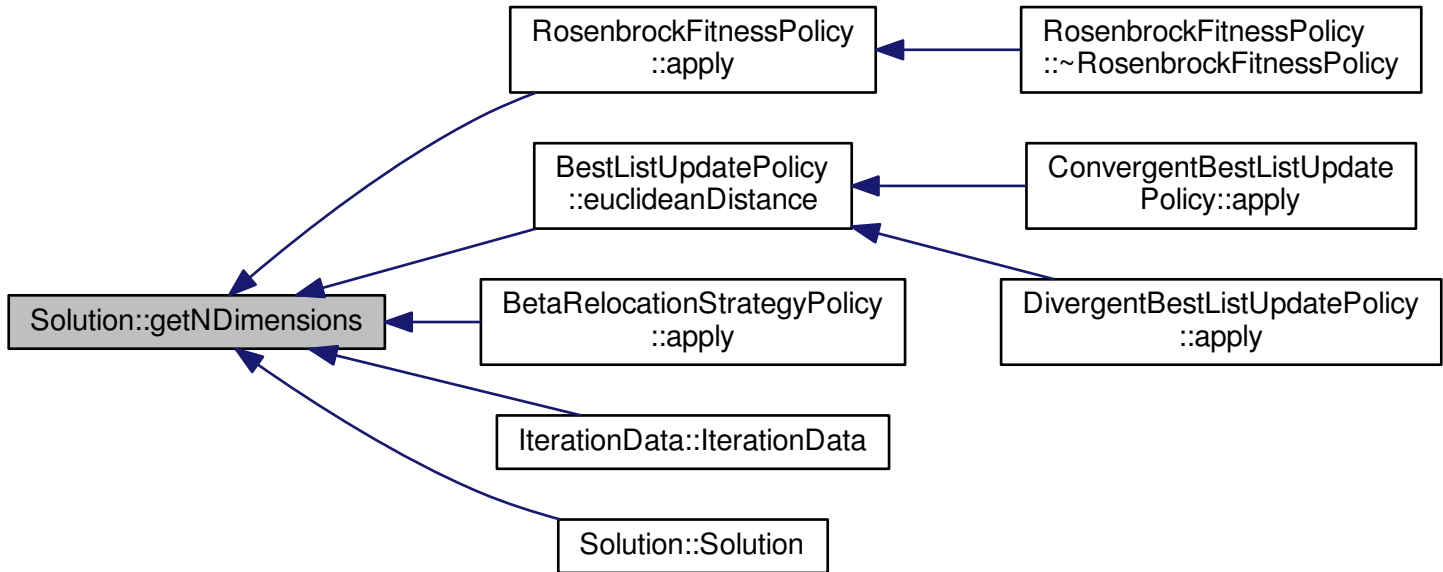 RosenbrockFitnessPolicy
::apply
RosenbrockFitnessPolicy
::~RosenbrockFitnessPolicy
BestListUpdatePolicy
::euclideanDistance
ConvergentBestListUpdate
Policy::apply
Solution::getNDimensions
BetaRelocationStrategyPolicy
::apply
DivergentBestListUpdatePolicy
::apply
IterationData::IterationData
Solution::Solution